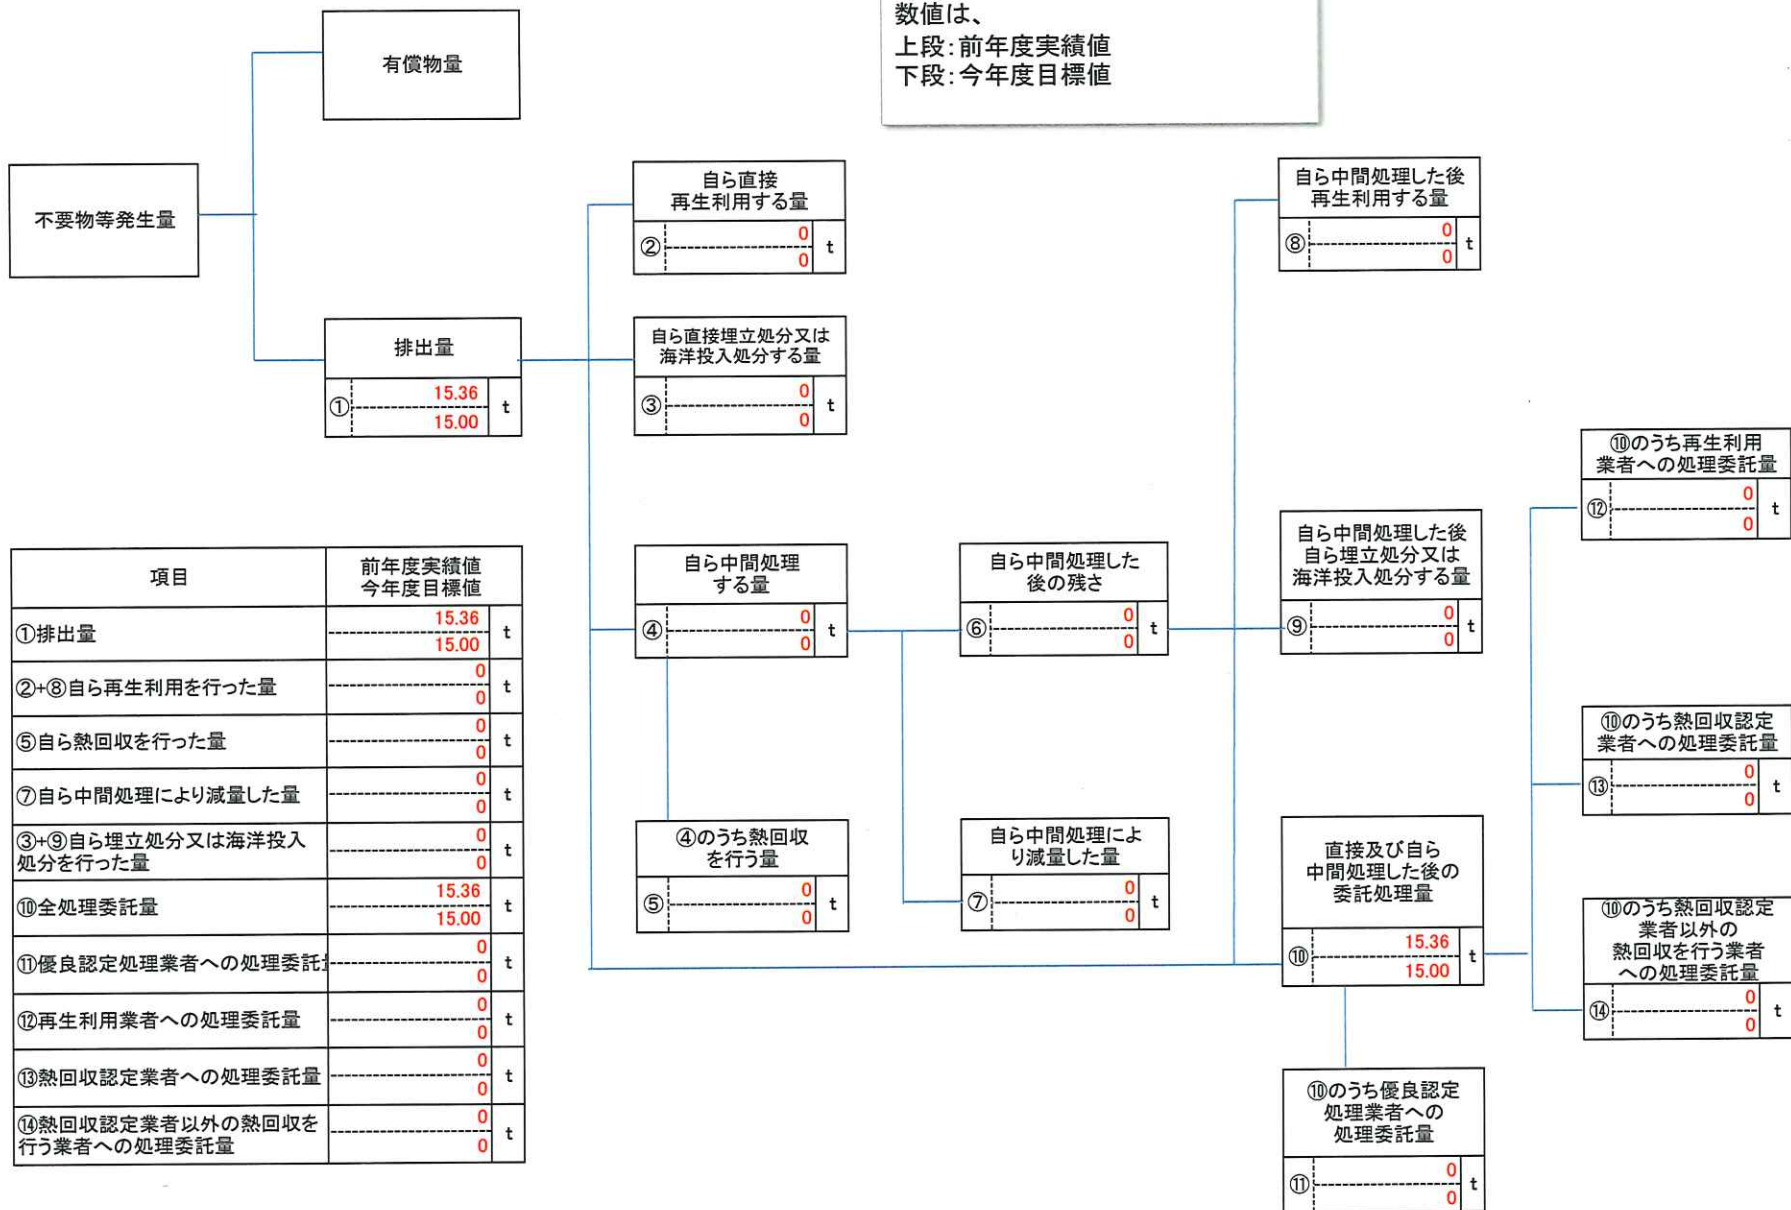 数値は、
上段：前年度実績値
下段：今年度目標値
有償物量
不要物等発生量
自ら直接
再生利用する量
② 0 t
0
自ら中間処理した後
再生利用する量
⑧ 0 t
0
排出量
① 15.36 t
15.00
自ら直接埋立処分又は
海洋投入処分する量
③ 0 t
0
⑩のうち再生利用
業者への処理委託量
⑫ 0 t
0
自ら中間処理
する量
④ 0 t
0
自ら中間処理した
後の残さ
⑥ 0 t
0
自ら中間処理した後
自ら埋立処分又は
海洋投入処分する量
⑨ 0 t
0
⑩のうち熱回収認定
業者への処理委託量
⑬ 0 t
0
④のうち熱回収
を行う量
⑤ 0 t
0
自ら中間処理によ
り減量した量
⑦ 0 t
0
直接及び自ら
中間処理した後の
委託処理量
⑩ 15.36 t
15.00
⑩のうち熱回収認定
業者以外の
熱回収を行う業者
への処理委託量
⑭ 0 t
0
⑩のうち優良認定
処理業者への
処理委託量
⑪ 0 t
0
項目 前年度実績値
今年度目標値
①排出量 15.36 t
15.00
②+⑧自ら再生利用を行った量 0 t
0
⑤自ら熱回収を行った量 0 t
0
⑦自ら中間処理により減量した量 0 t
0
③+⑨自ら埋立処分又は海洋投入
処分を行った量 0 t
0
⑩全処理委託量 15.36 t
15.00
⑪優良認定処理業者への処理委託 0 t
0
⑫再生利用業者への処理委託量 0 t
0
⑬熱回収認定業者への処理委託量 0 t
0
⑭熱回収認定業者以外の熱回収を
行う業者への処理委託量 0 t
0